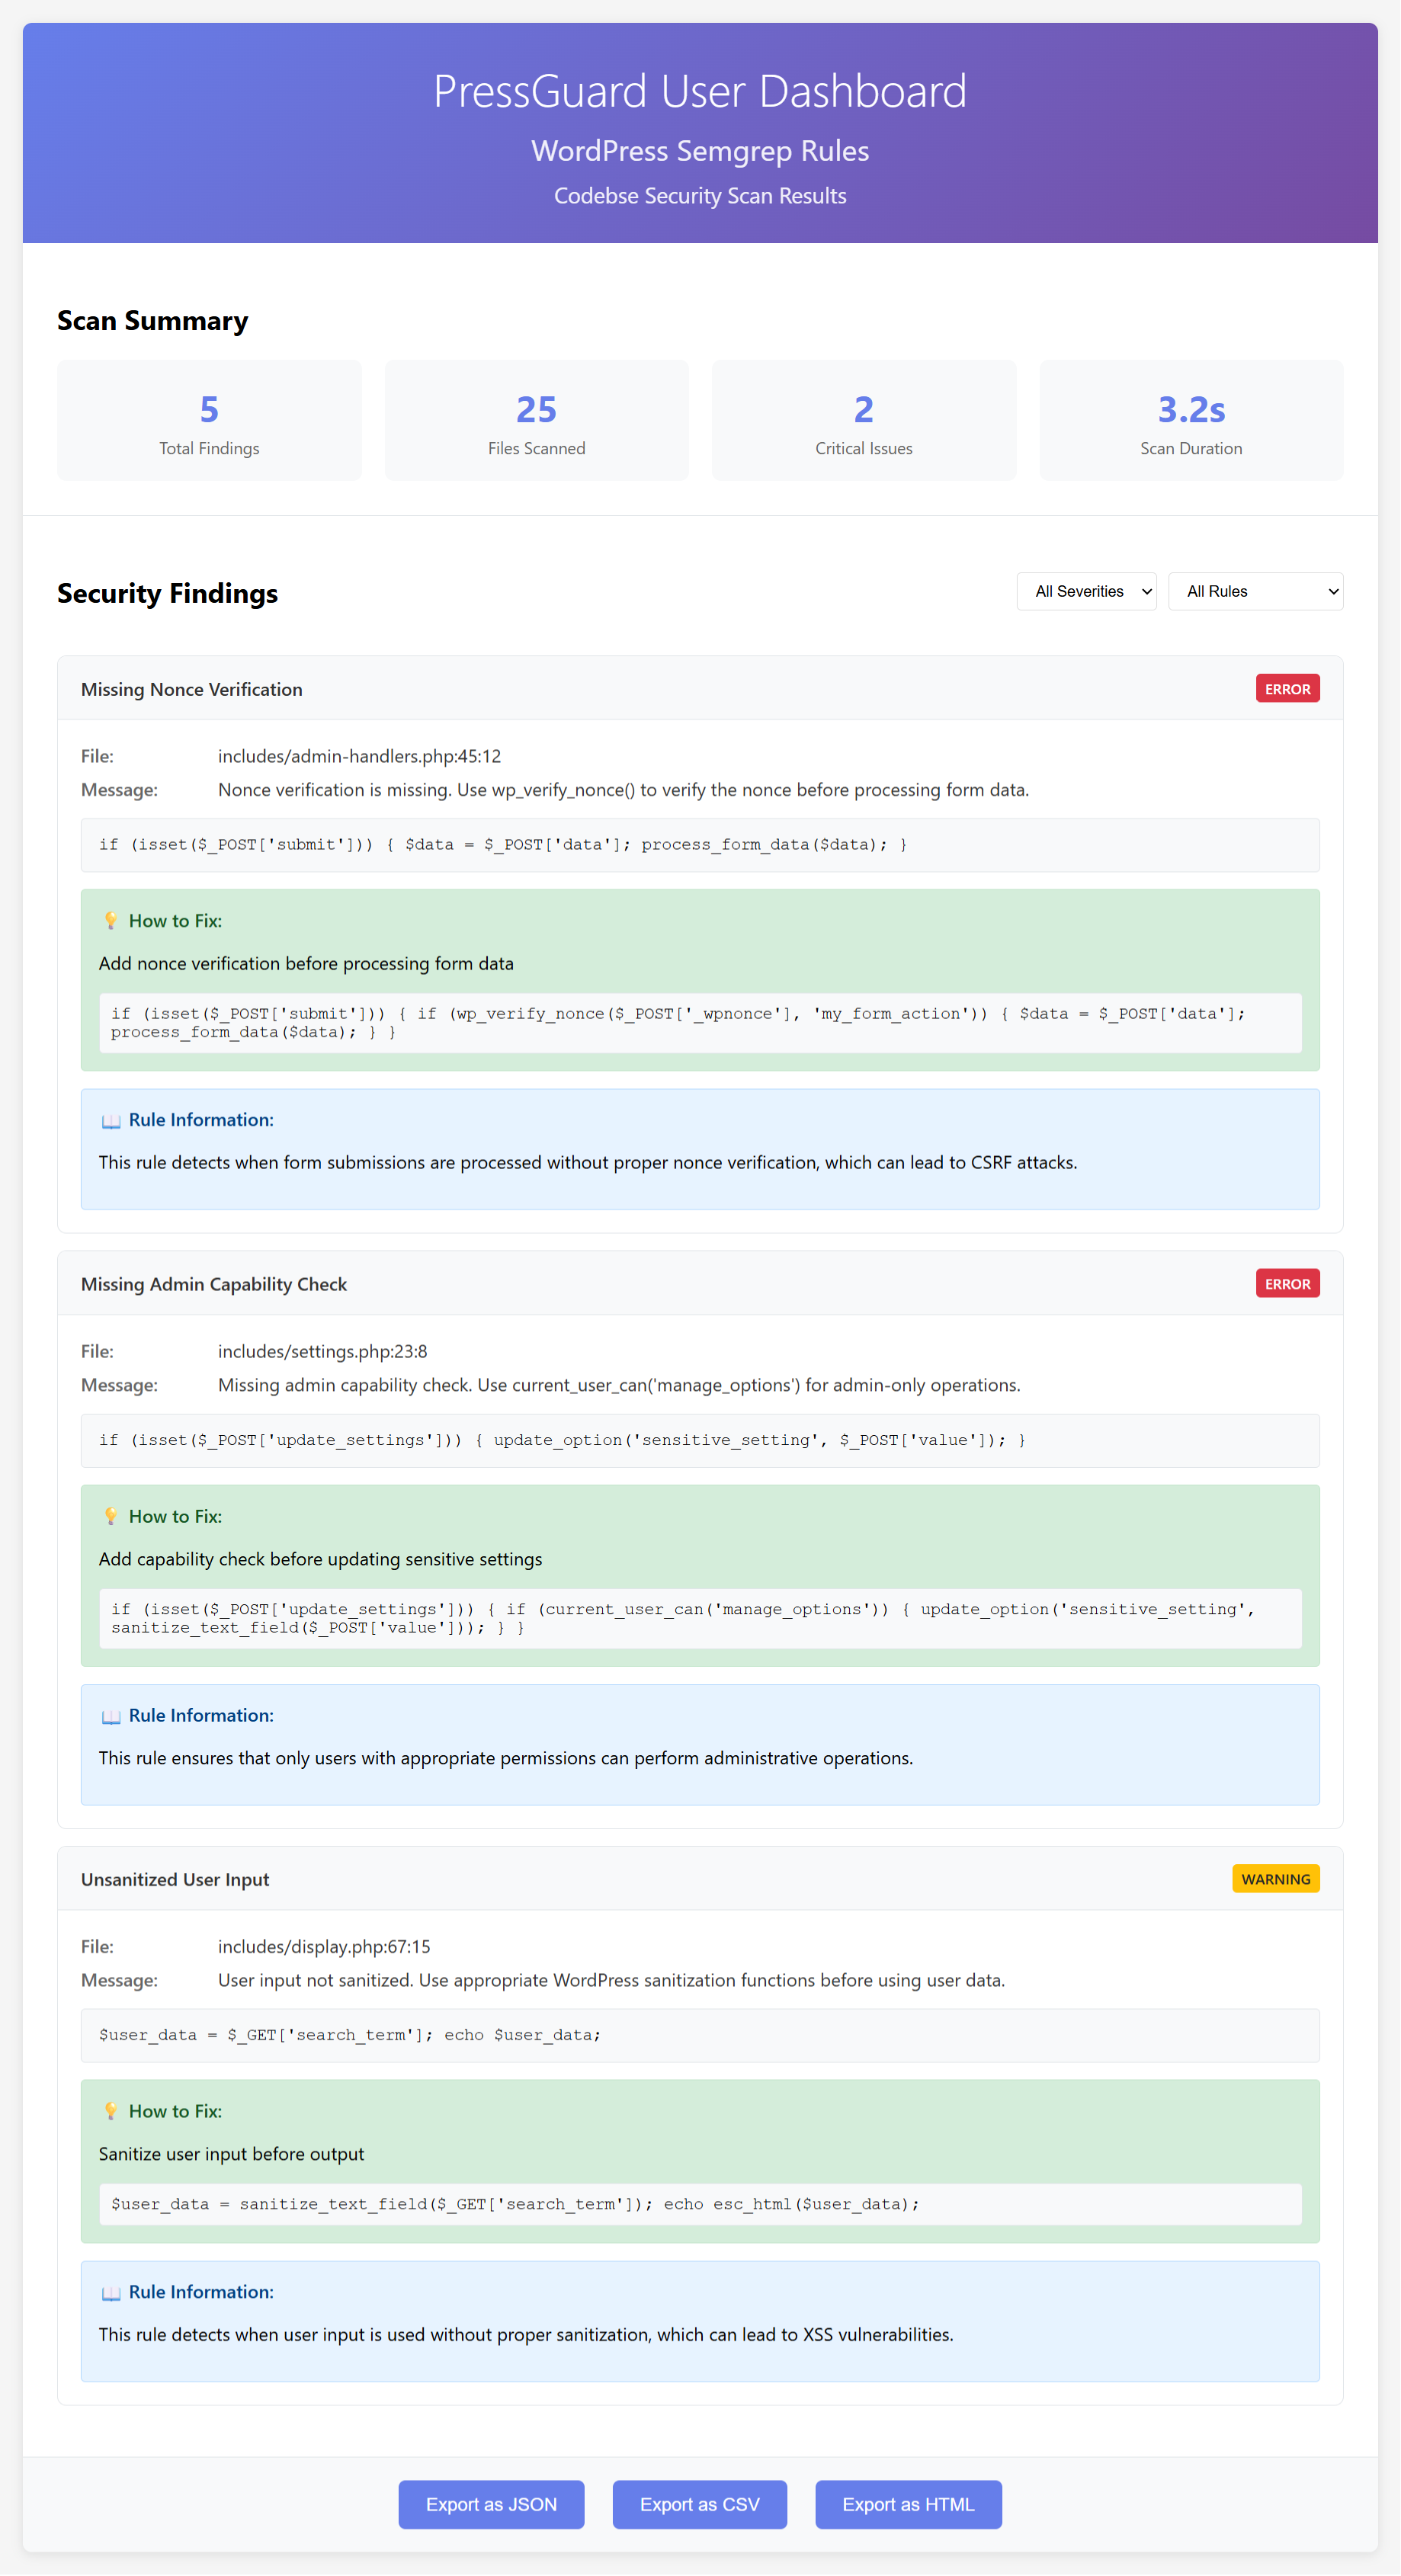 PressGuard User Dashboard
WordPress Semgrep Rules
Codebse Security Scan Results
Scan Summary
5
Total Findings
25
Files Scanned
2
Critical Issues
3.2s
Scan Duration
Security Findings
All Severities
All Rules
Missing Nonce Verification
ERROR
File: includes/admin-handlers.php:45:12
Message: Nonce verification is missing. Use wp_verify_nonce() to verify the nonce before processing form data.
if (isset($_POST['submit'])) { $data = $_POST['data']; process_form_data($data); }
💡 How to Fix:
Add nonce verification before processing form data
if (isset($_POST['submit'])) { if (wp_verify_nonce($_POST['_wpnonce'], 'my_form_action')) { $data = $_POST['data'];
process_form_data($data); } }
📖 Rule Information:
This rule detects when form submissions are processed without proper nonce verification, which can lead to CSRF attacks.
Missing Admin Capability Check
ERROR
File: includes/settings.php:23:8
Message: Missing admin capability check. Use current_user_can('manage_options') for admin-only operations.
if (isset($_POST['update_settings'])) { update_option('sensitive_setting', $_POST['value']); }
💡 How to Fix:
Add capability check before updating sensitive settings
if (isset($_POST['update_settings'])) { if (current_user_can('manage_options')) { update_option('sensitive_setting',
sanitize_text_field($_POST['value'])); } }
📖 Rule Information:
This rule ensures that only users with appropriate permissions can perform administrative operations.
Unsanitized User Input
WARNING
File: includes/display.php:67:15
Message: User input not sanitized. Use appropriate WordPress sanitization functions before using user data.
$user_data = $_GET['search_term']; echo $user_data;
💡 How to Fix:
Sanitize user input before output
$user_data = sanitize_text_field($_GET['search_term']); echo esc_html($user_data);
📖 Rule Information:
This rule detects when user input is used without proper sanitization, which can lead to XSS vulnerabilities.
Export as JSON
Export as CSV
Export as HTML